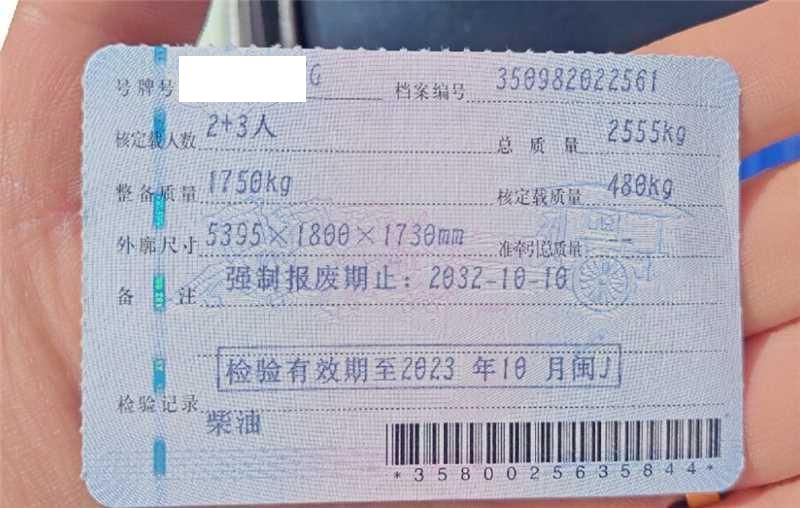 号牌号 G 档案编号 350982022561
核定载人数 2+3人 总质量 2555kg
整备质量 1750kg 核定载质量 480kg
外廓尺寸 5395×1800×1730mm 准牵引总质量 --
备注 强制报废期止：2032-10-10
检验有效期至2023 年10 月闽J
检验记录 柴油
*3580025635844*